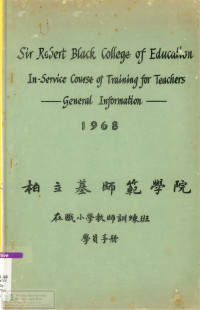 Sir Robert Black College of Education
In-Service Course of Training for Teachers
— General Information —
1968
柏立基師範學院
在職小學教師訓練班
學員手册